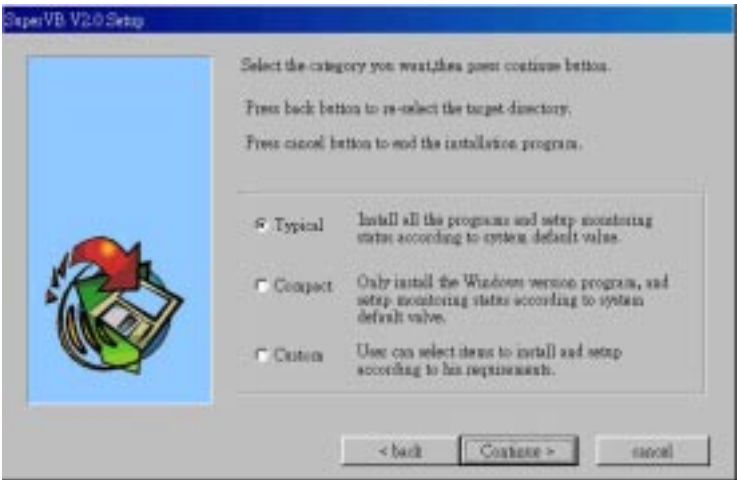 SuperVB V2.0 Setup
Select the category you want,then press continue button.
Press back button to re-select the target directory.
Press cancel button to end the installation program.
Typical
Install all the programs and setup monitoring
status according to system default value.
Compact
Only install the Windows version program, and
setup monitoring status according to system
default valve.
Custom
User can select items to install and setup
according to his requirements.
< back
Continue >
cancel